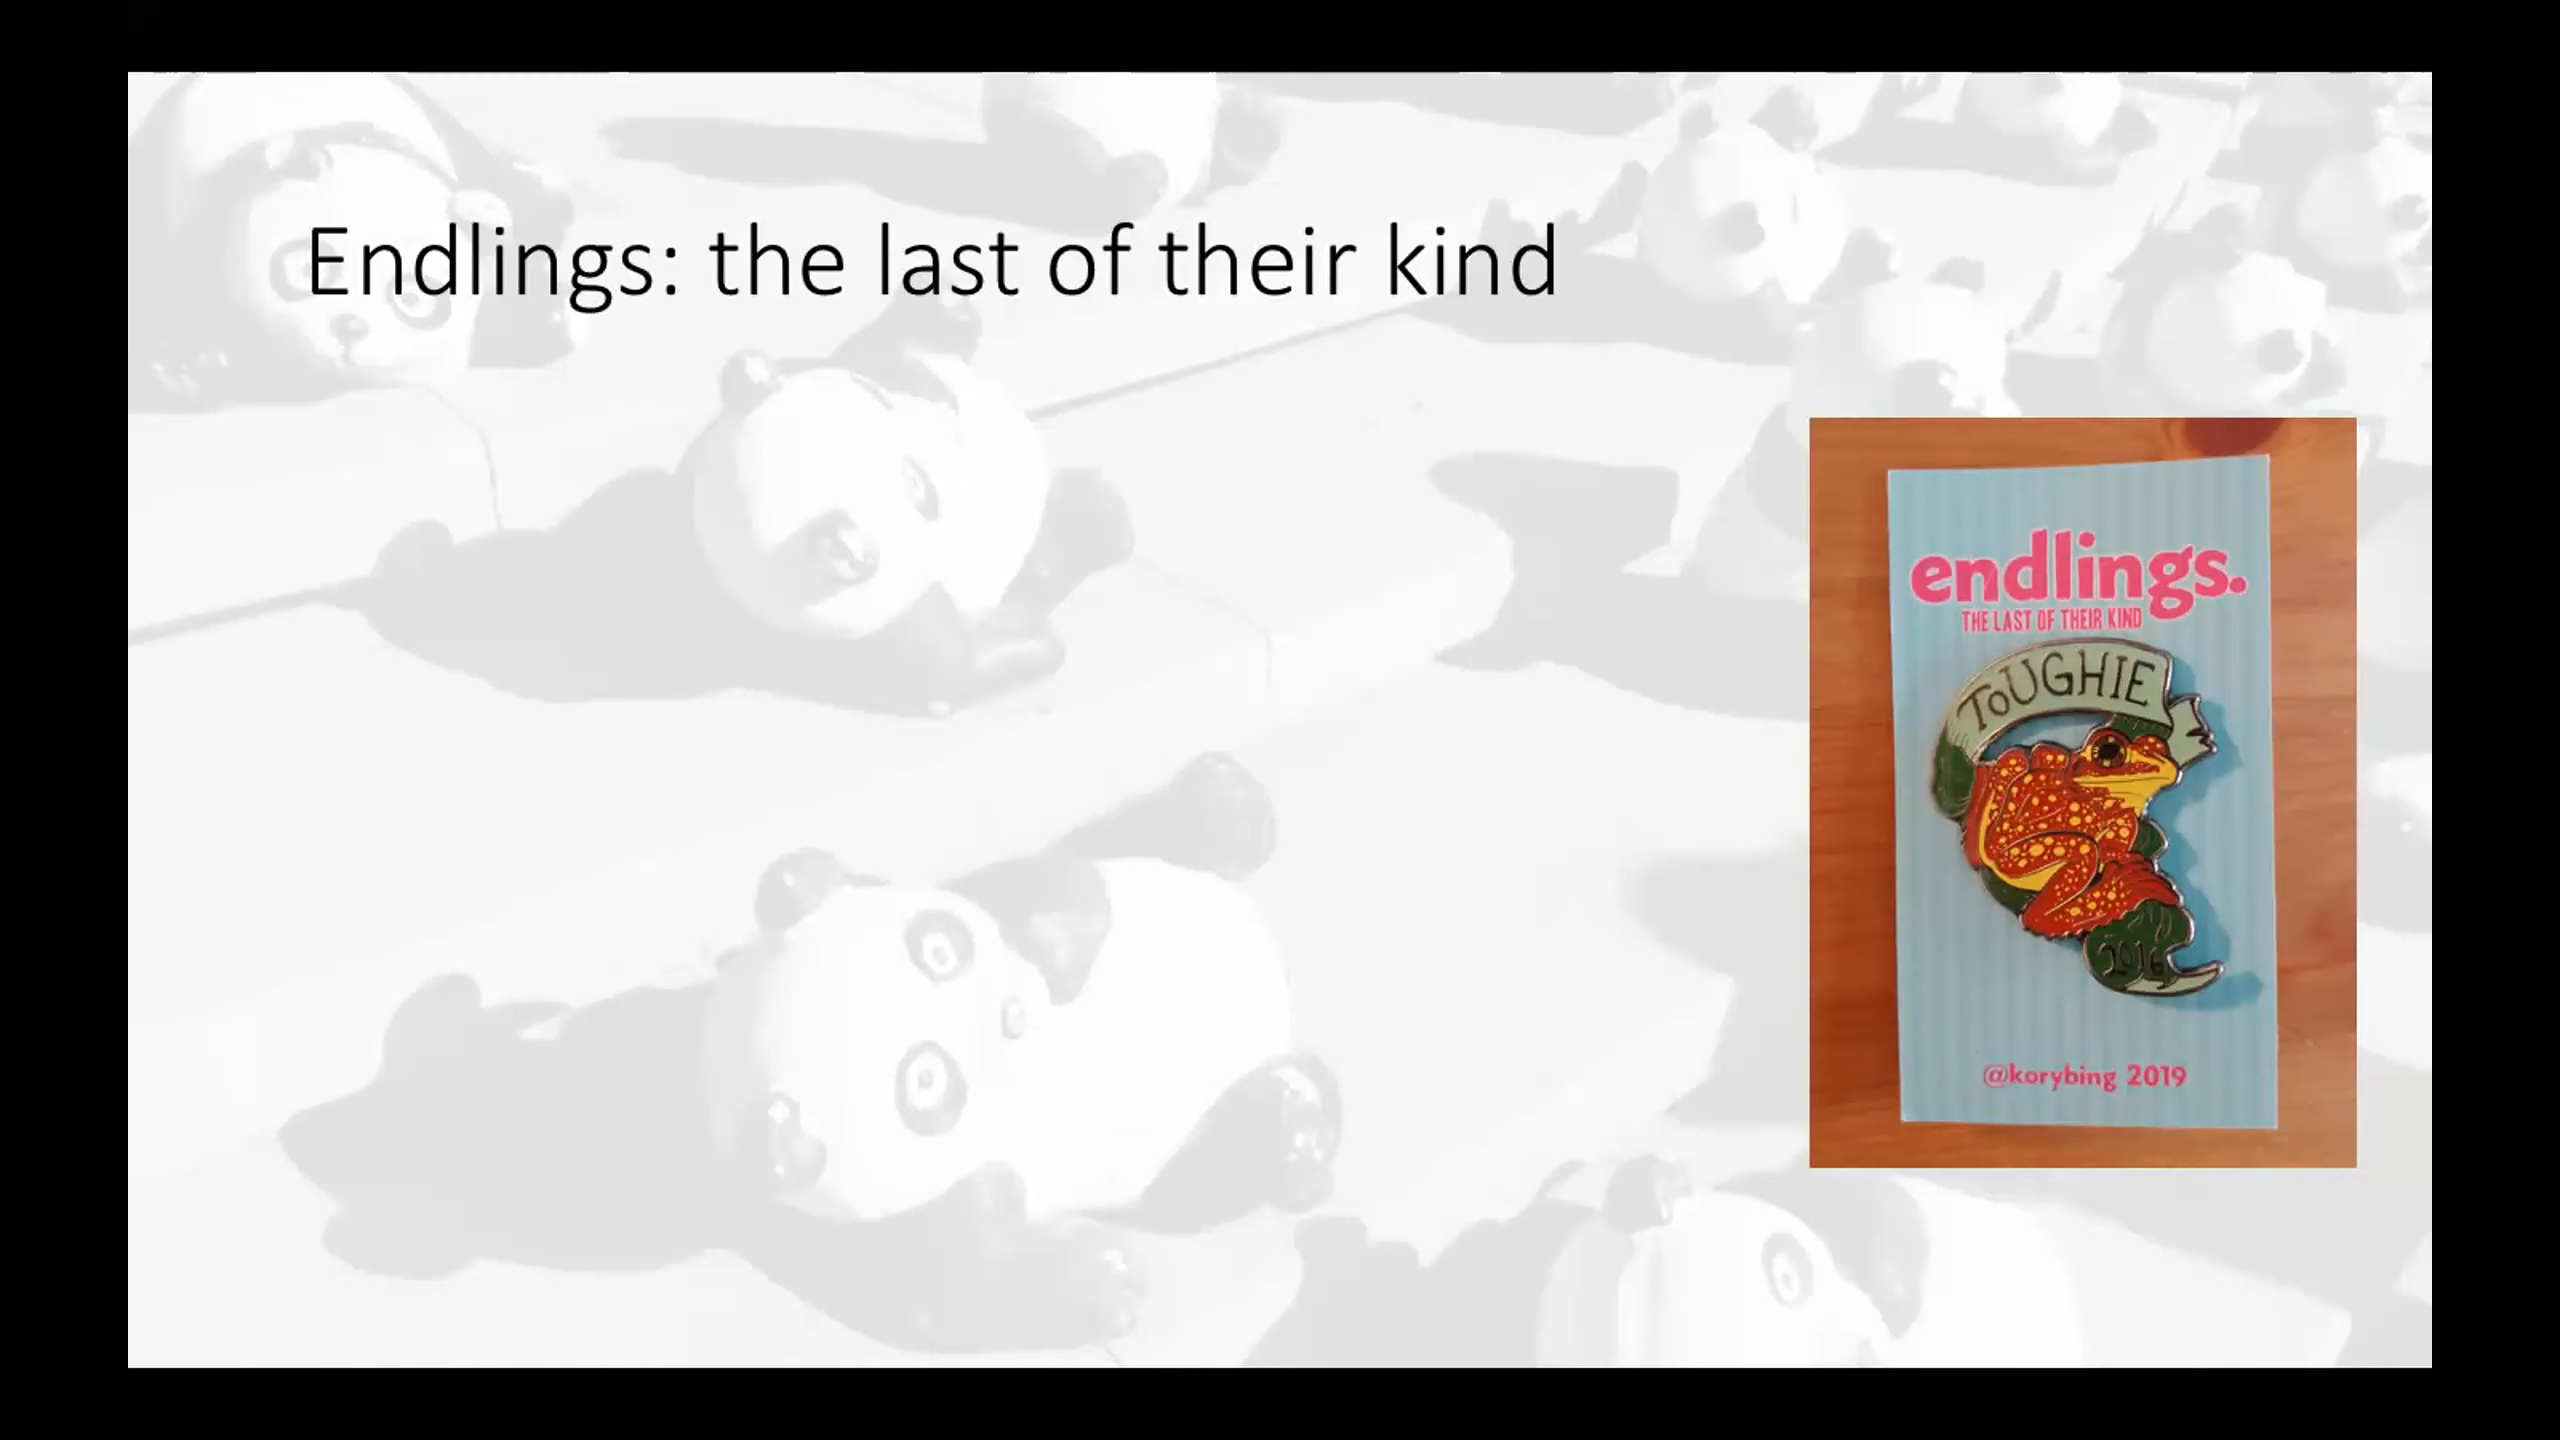 Endlings: the last of their kind
endlings.
THE LAST OF THEIR KIND
ToUGHIE
2016
@korybing 2019